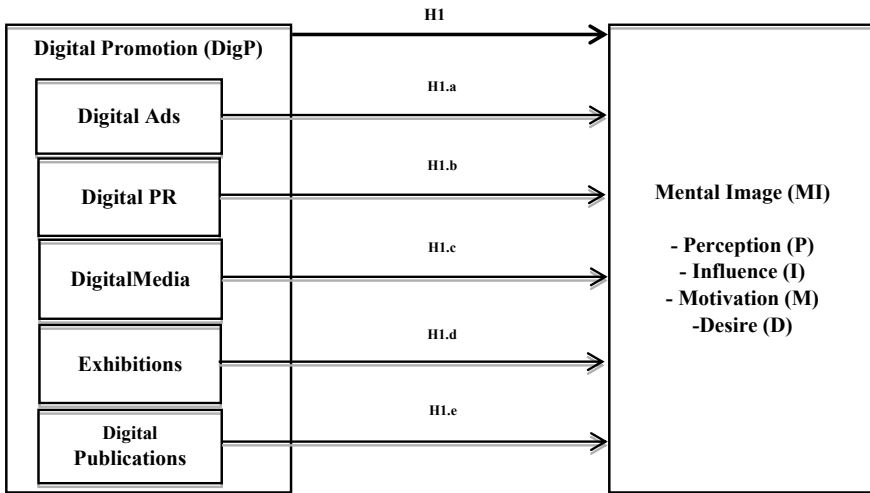 H1
Digital Promotion (DigP)
H1.a
Digital Ads
H1.b
Digital PR
H1.c
DigitalMedia
H1.d
Exhibitions
H1.e
Digital
Publications
Mental Image (MI)
- Perception (P)
- Influence (I)
- Motivation (M)
-Desire (D)